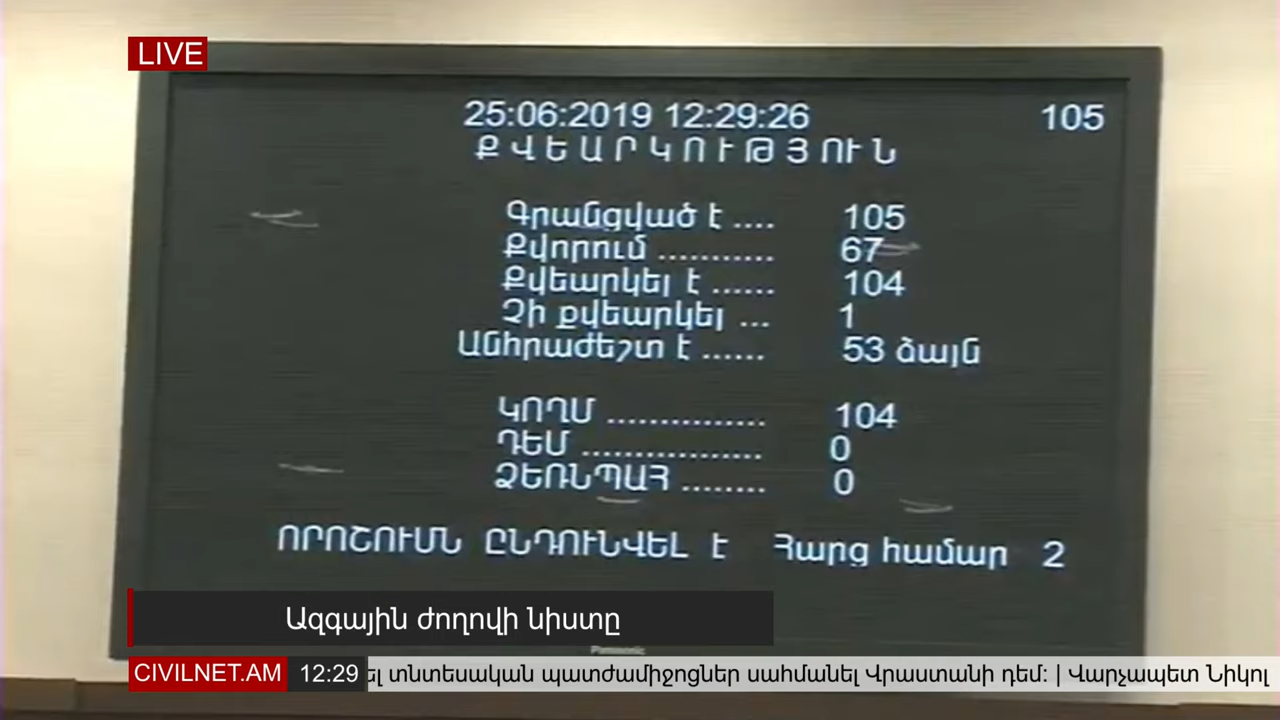 LIVE
25:06:2019 12:29:26 105
ՔՎԵԱՐԿՈՒԹՅՈՒՆ
Գրանցված է .... 105
Քվորում ........... 67
Քվեարկել է ...... 104
Չի քվեարկել ... 1
Անհրաժեշտ է ...... 53 ձայն
ԿՈՂՄ .............. 104
ԴԵՄ ................ 0
ՁԵՌՆՊԱՀ ........ 0
ՈՐՈՇՈՒՄՆ ԸՆԴՈՒՆՎԵԼ է Հարց համար 2
Ազգային ժողովի նիստը
Panasonic
CIVILNET.AM 12:29 ել տնտեսական պատժամիջոցներ սահմանել Վրաստանի դեմ: | Վարչապետ Նիկոլ